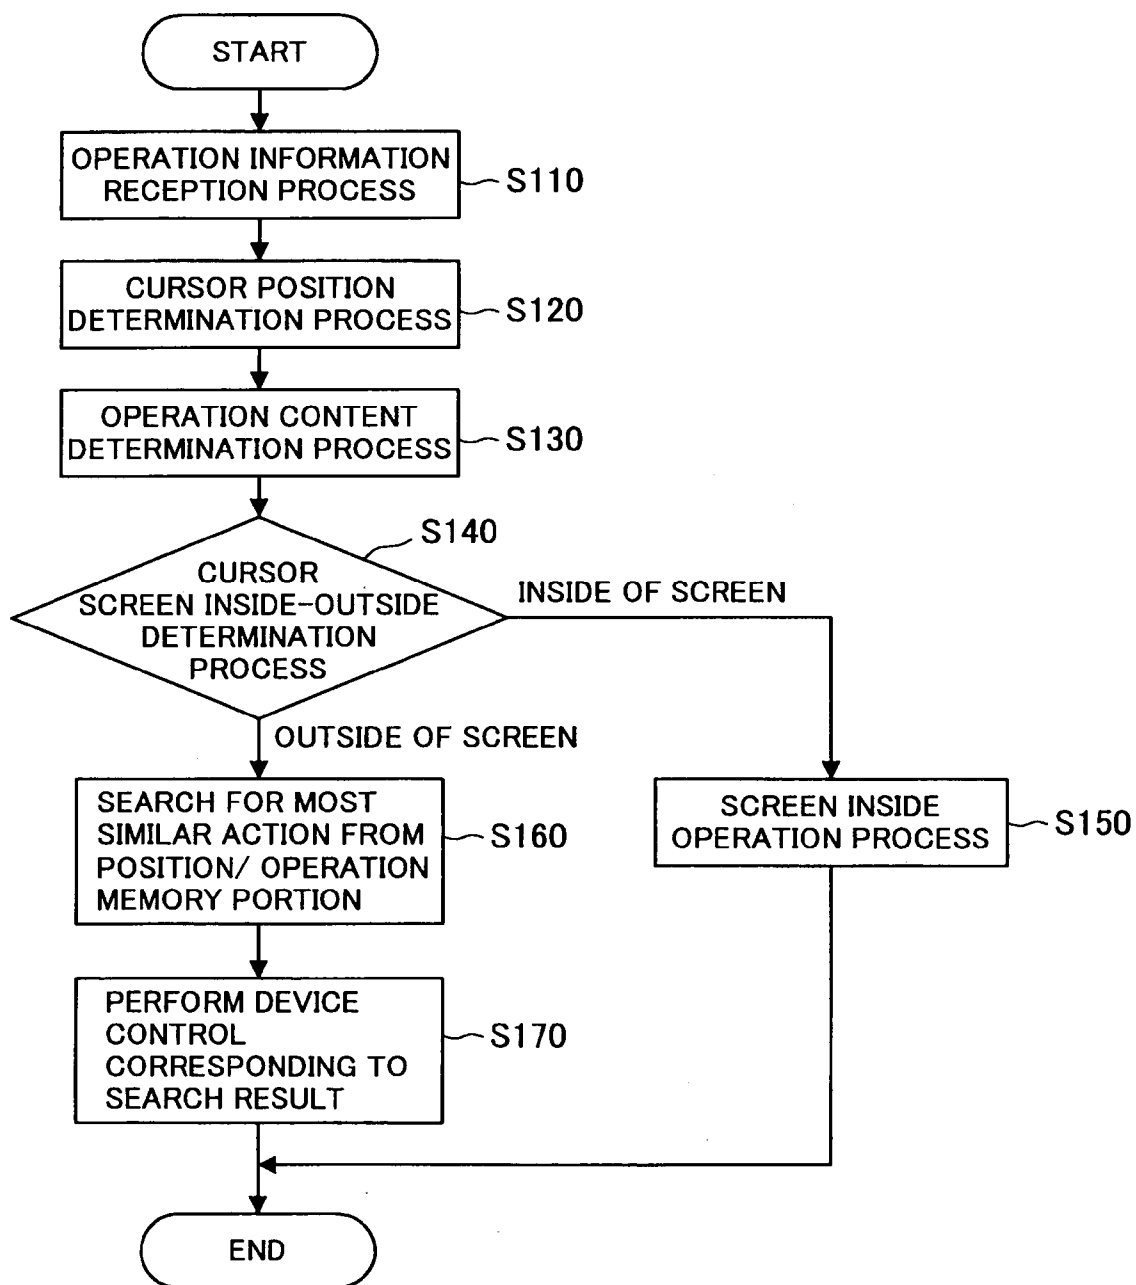 START
OPERATION INFORMATION
RECEPTION PROCESS
S110
CURSOR POSITION
DETERMINATION PROCESS
S120
OPERATION CONTENT
DETERMINATION PROCESS
S130
S140
CURSOR
SCREEN INSIDE-OUTSIDE
DETERMINATION
PROCESS
INSIDE OF SCREEN
OUTSIDE OF SCREEN
SEARCH FOR MOST
SIMILAR ACTION FROM
POSITION/ OPERATION
MEMORY PORTION
S160
SCREEN INSIDE
OPERATION PROCESS
S150
PERFORM DEVICE
CONTROL
CORRESPONDING TO
SEARCH RESULT
S170
END